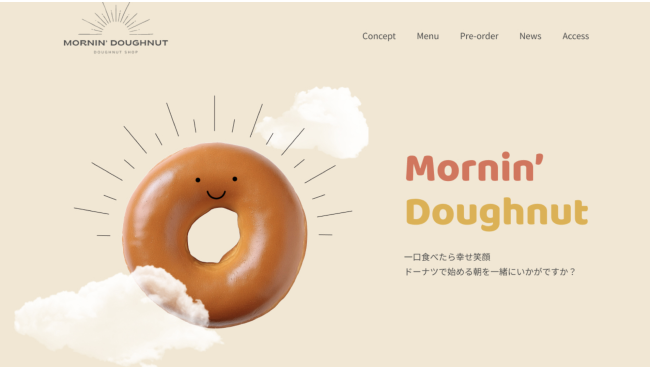 MORNIN' DOUGHNUT
DOUGHNUT SHOP
Concept Menu Pre-order News Access
Mornin'
Doughnut
一口食べたら幸せ笑顔
ドーナツで始める朝を一緒にいかがですか？